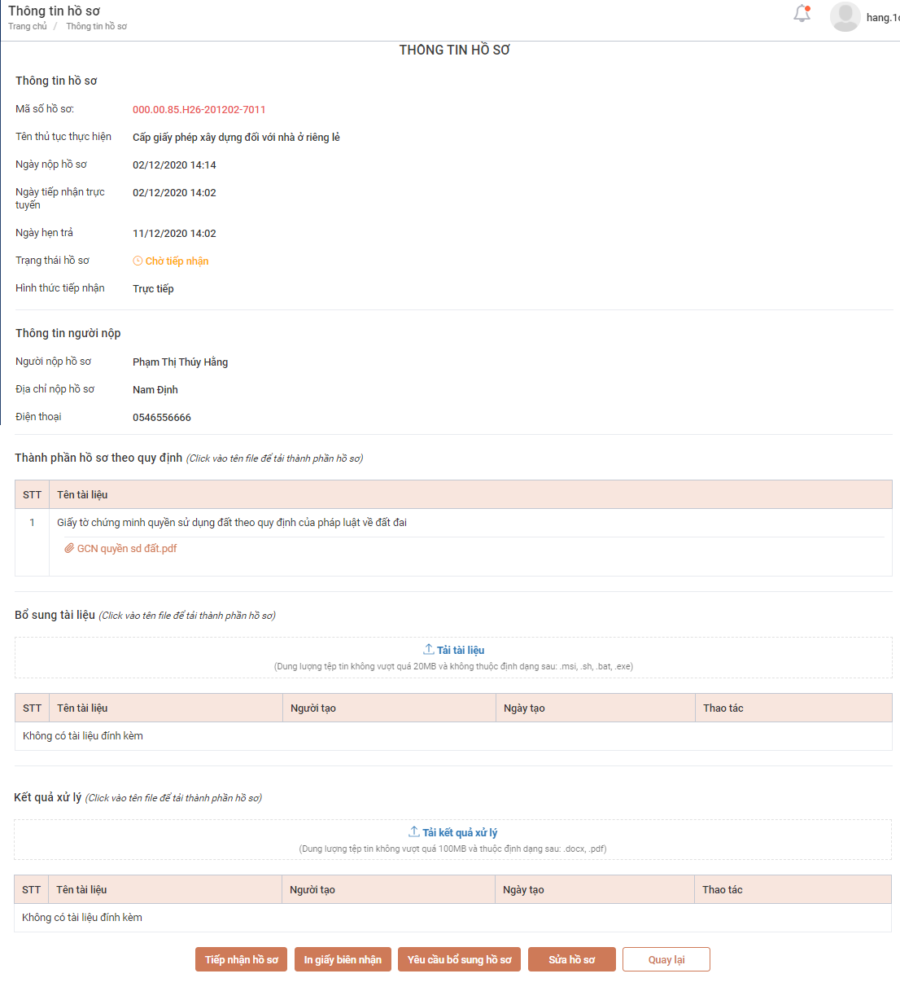 Thông tin hồ sơ
Trang chủ / Thông tin hồ sơ
THÔNG TIN HỒ SƠ
Thông tin hồ sơ
Mã số hồ sơ: 000.00.85.H26-201202-7011
Tên thủ tục thực hiện Cấp giấy phép xây dựng đối với nhà ở riêng lẻ
Ngày nộp hồ sơ 02/12/2020 14:14
Ngày tiếp nhận trực 02/12/2020 14:02
tuyến
Ngày hẹn trả 11/12/2020 14:02
Trạng thái hồ sơ Chờ tiếp nhận
Hình thức tiếp nhận Trực tiếp
Thông tin người nộp
Người nộp hồ sơ Phạm Thị Thúy Hằng
Địa chỉ nộp hồ sơ Nam Định
Điện thoại 0546556666
Thành phần hồ sơ theo quy định (Click vào tên file để tải thành phần hồ sơ)
STT Tên tài liệu
1 Giấy tờ chứng minh quyền sử dụng đất theo quy định của pháp luật về đất đai
GCN quyền sd đất.pdf
Bổ sung tài liệu (Click vào tên file để tải thành phần hồ sơ)
Tải tài liệu
(Dung lượng tệp tin không vượt quá 20MB và không thuộc định dạng sau: .msi, .sh, .bat, .exe)
STT Tên tài liệu Người tạo Ngày tạo Thao tác
Không có tài liệu đính kèm
Kết quả xử lý (Click vào tên file để tải thành phần hồ sơ)
Tải kết quả xử lý
(Dung lượng tệp tin không vượt quá 100MB và thuộc định dạng sau: .docx, .pdf)
STT Tên tài liệu Người tạo Ngày tạo Thao tác
Không có tài liệu đính kèm
Tiếp nhận hồ sơ In giấy biên nhận Yêu cầu bổ sung hồ sơ Sửa hồ sơ Quay lại